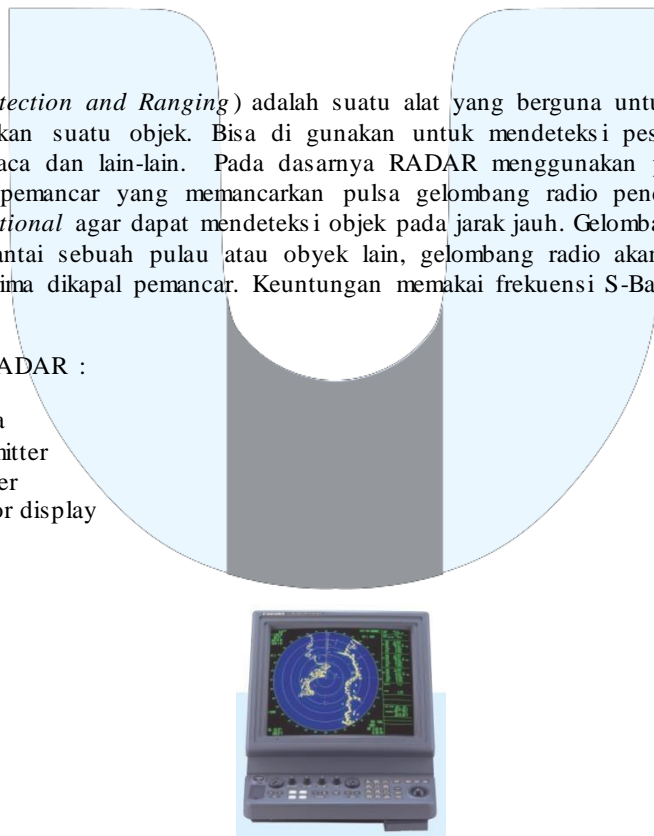 tection and Ranging) adalah suatu alat yang berguna untu
kan suatu objek. Bisa di gunakan untuk mendeteksi pes
aca dan lain-lain. Pada dasarnya RADAR menggunakan
pemancar yang memancarkan pulsa gelombang radio pend
tional agar dapat mendeteksi objek pada jarak jauh. Gelomba
antai sebuah pulau atau obyek lain, gelombang radio akan
ima dikapal pemancar. Keuntungan memakai frekuensi S-Ba
ADAR :
a
nitter
er
or display